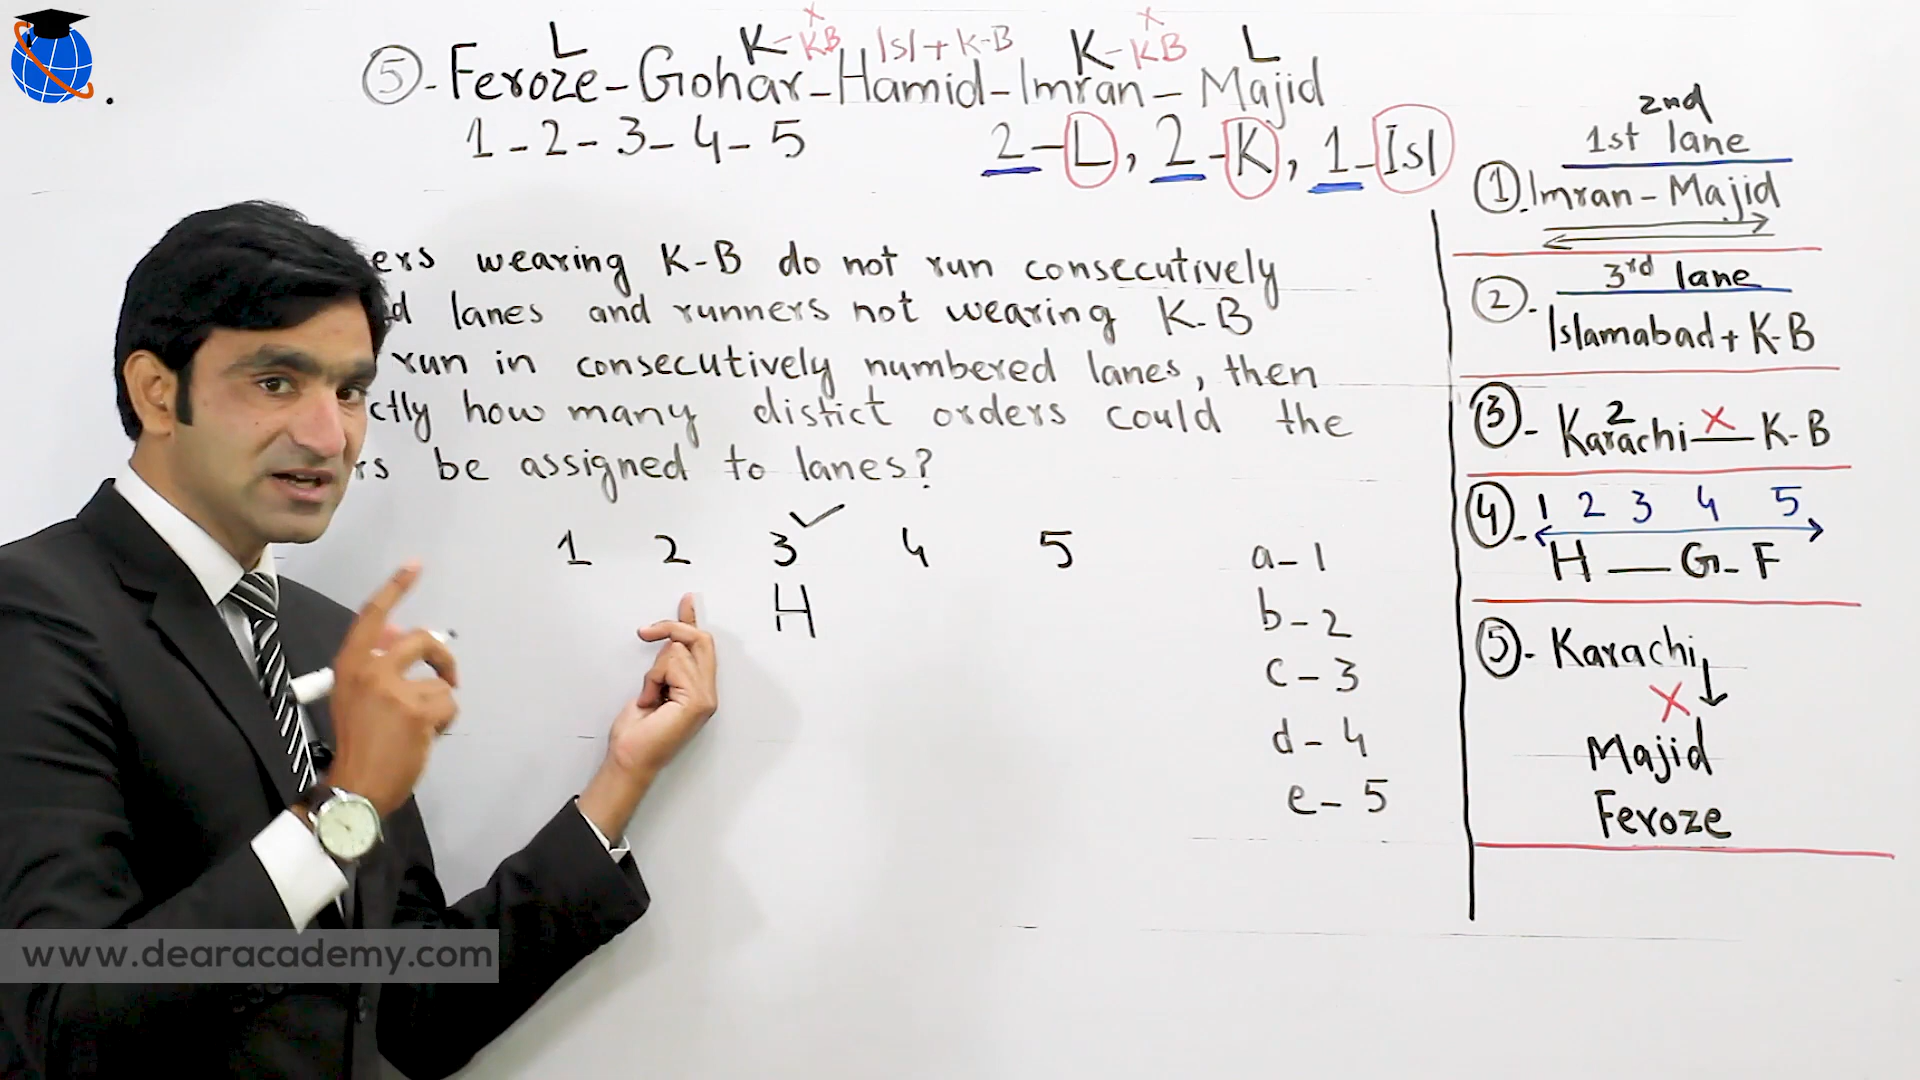 L K-KB Isl+K-B K-KB L
⑤-Feroze-Gohar-Hamid-Imran-Majid
1-2-3-4-5 2-L, 2-K, 1-Isl
ers wearing K-B do not run consecutively
d lanes and runners not wearing K-B
run in consecutively numbered lanes, then
ctly how many distict orders could the
rs be assigned to lanes?
1 2 3 4 5
H
a-1
b-2
c-3
d-4
e-5
2nd
1st lane
①.Imran-Majid
3rd lane
②-Islamabad+K-B
2
③-Karachi K-B
④-1 2 3 4 5
H — G-F
⑤-Karachi
Majid
Feroze
www.dearacademy.com